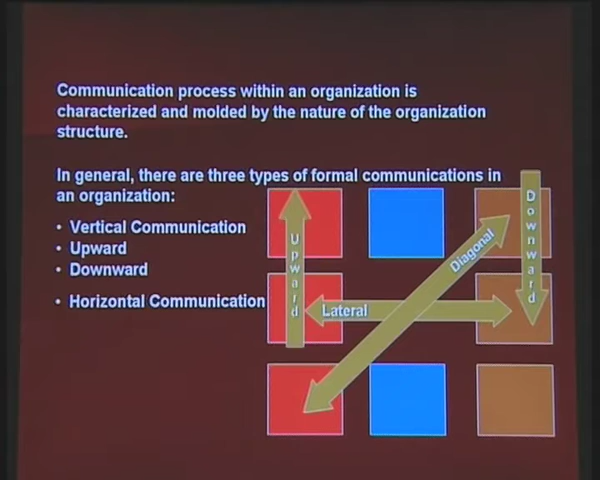 Communication process within an organization is
characterized and molded by the nature of the organization
structure.
In general, there are three types of formal communications in
an organization:
• Vertical Communication
• Upward
• Downward
• Horizontal Communication
Upward
Lateral
Diagonal
Downward